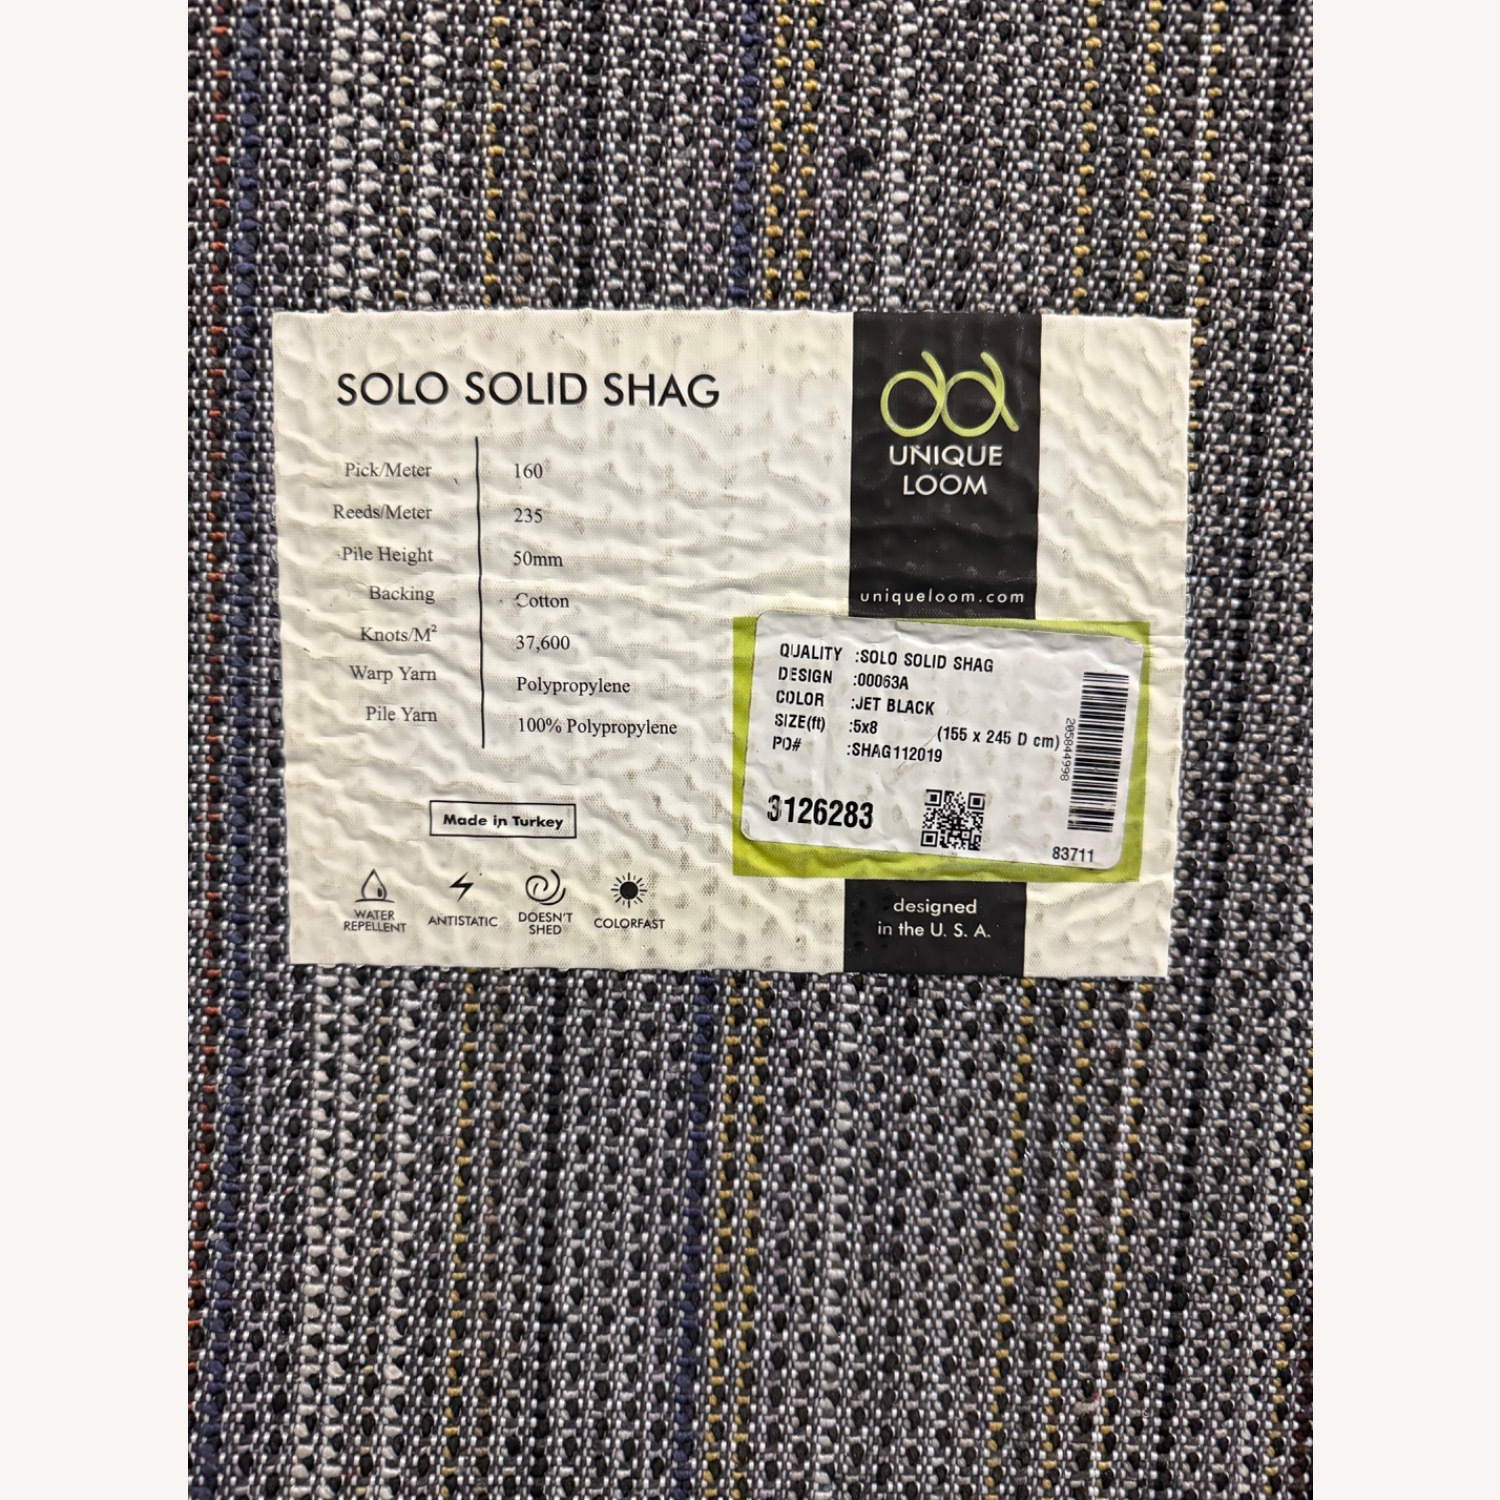 SOLO SOLID SHAG
Pick/Meter 160
Reeds/Meter 235
Pile Height 50mm
Backing Cotton
Knots/M² 37,600
Warp Yarn Polypropylene
Pile Yarn 100% Polypropylene
Made in Turkey
WATER
REPELLENT
ANTISTATIC
DOESN'T
SHED
COLORFAST
UNIQUE
LOOM
uniqueloom.com
QUALITY :SOLO SOLID SHAG
DESIGN :00063A
COLOR :JET BLACK
SIZE(ft) :5x8 (155 x 245 D cm)
PO# :SHAG112019
3126283
205844998
83711
designed
in the U. S. A.